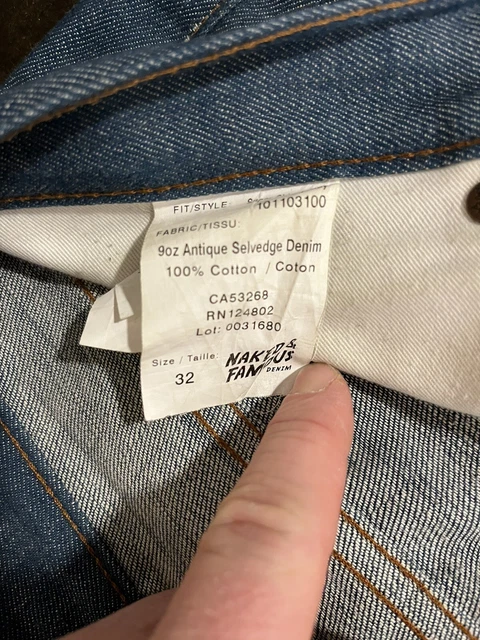 FIT/STYLE: 101103100
FABRIC/TISSU:
9oz Antique Selvedge Denim
100% Cotton / Coton
CA53268
RN124802
Lot: 0031680
Size / Taille:
32
NAKED &
FAMOUS
DENIM